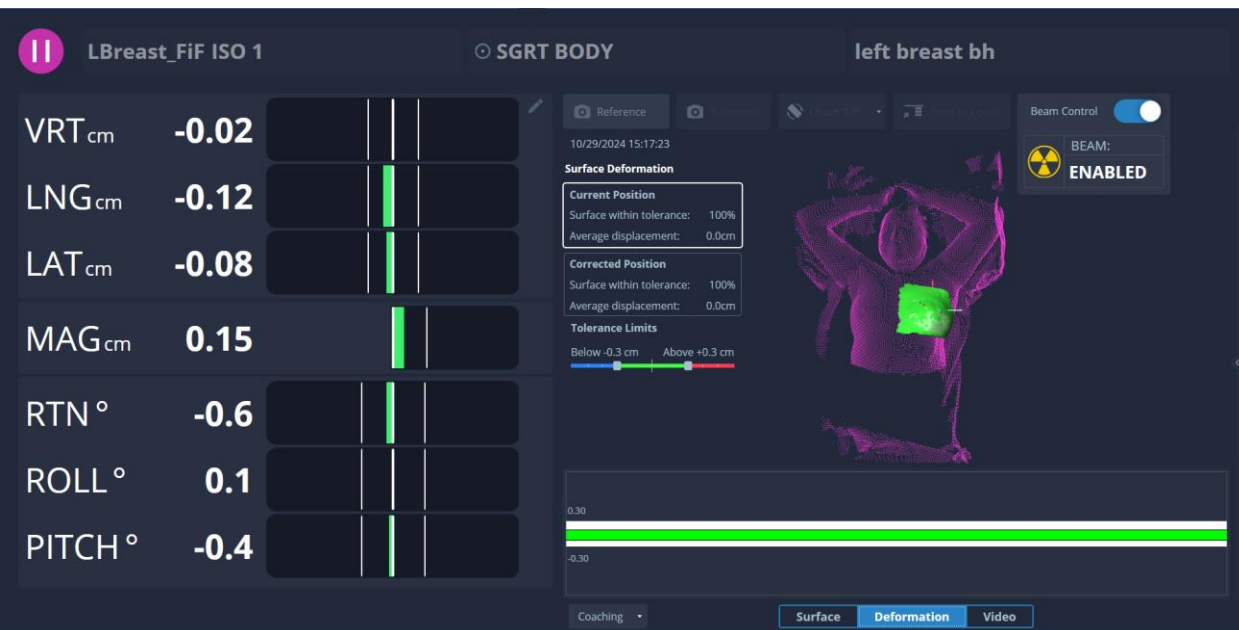 LBreast_FiF ISO 1
SGRT BODY
left breast bh
VRT cm -0.02
LNG cm -0.12
LAT cm -0.08
MAG cm 0.15
RTN ° -0.6
ROLL ° 0.1
PITCH ° -0.4
Reference
10/29/2024 15:17:23
Surface Deformation
Current Position
Surface within tolerance: 100%
Average displacement: 0.0cm
Corrected Position
Surface within tolerance: 100%
Average displacement: 0.0cm
Tolerance Limits
Below -0.3 cm Above +0.3 cm
Beam Control
BEAM:
ENABLED
0.30
-0.30
Coaching
Surface Deformation Video